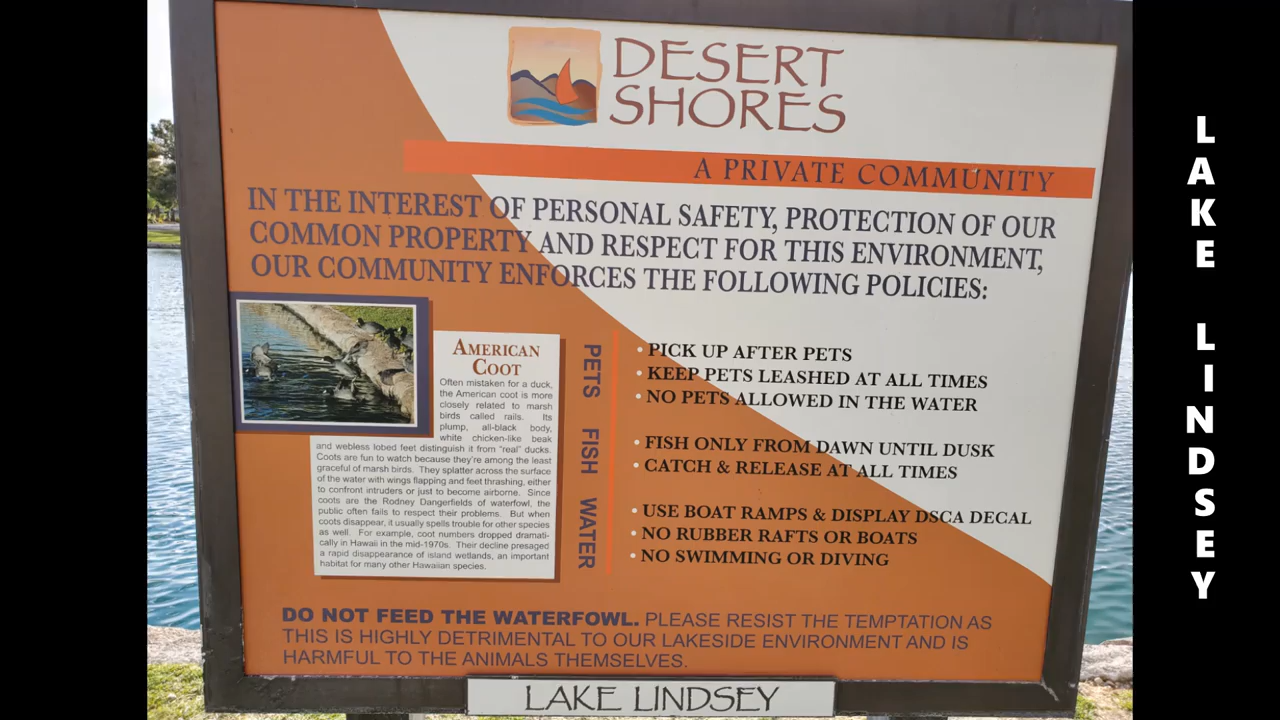 DESERT
SHORES
A PRIVATE COMMUNITY
IN THE INTEREST OF PERSONAL SAFETY, PROTECTION OF OUR
COMMON PROPERTY AND RESPECT FOR THIS ENVIRONMENT,
OUR COMMUNITY ENFORCES THE FOLLOWING POLICIES:
AMERICAN
COOT
Often mistaken for a duck,
the American coot is more
closely related to marsh
birds called rails. Its
plump, all-black body,
white chicken-like beak
and webless lobed feet distinguish it from "real" ducks.
Coots are fun to watch because they're among the least
graceful of marsh birds. They splatter across the surface
of the water with wings flapping and feet thrashing, either
to confront intruders or just to become airborne. Since
coots are the Rodney Dangerfields of waterfowl, the
public often fails to respect their problems. But when
coots disappear, it usually spells trouble for other species
as well. For example, coot numbers dropped dramati-
cally in Hawaii in the mid-1970s. Their decline presaged
a rapid disappearance of island wetlands, an important
habitat for many other Hawaiian species.
PETS
• PICK UP AFTER PETS
• KEEP PETS LEASHED AT ALL TIMES
• NO PETS ALLOWED IN THE WATER
FISH
• FISH ONLY FROM DAWN UNTIL DUSK
• CATCH & RELEASE AT ALL TIMES
WATER
• USE BOAT RAMPS & DISPLAY DSCA DECAL
• NO RUBBER RAFTS OR BOATS
• NO SWIMMING OR DIVING
DO NOT FEED THE WATERFOWL. PLEASE RESIST THE TEMPTATION AS
THIS IS HIGHLY DETRIMENTAL TO OUR LAKESIDE ENVIRONMENT AND IS
HARMFUL TO THE ANIMALS THEMSELVES.
LAKE LINDSEY
LAKE LINDSEY